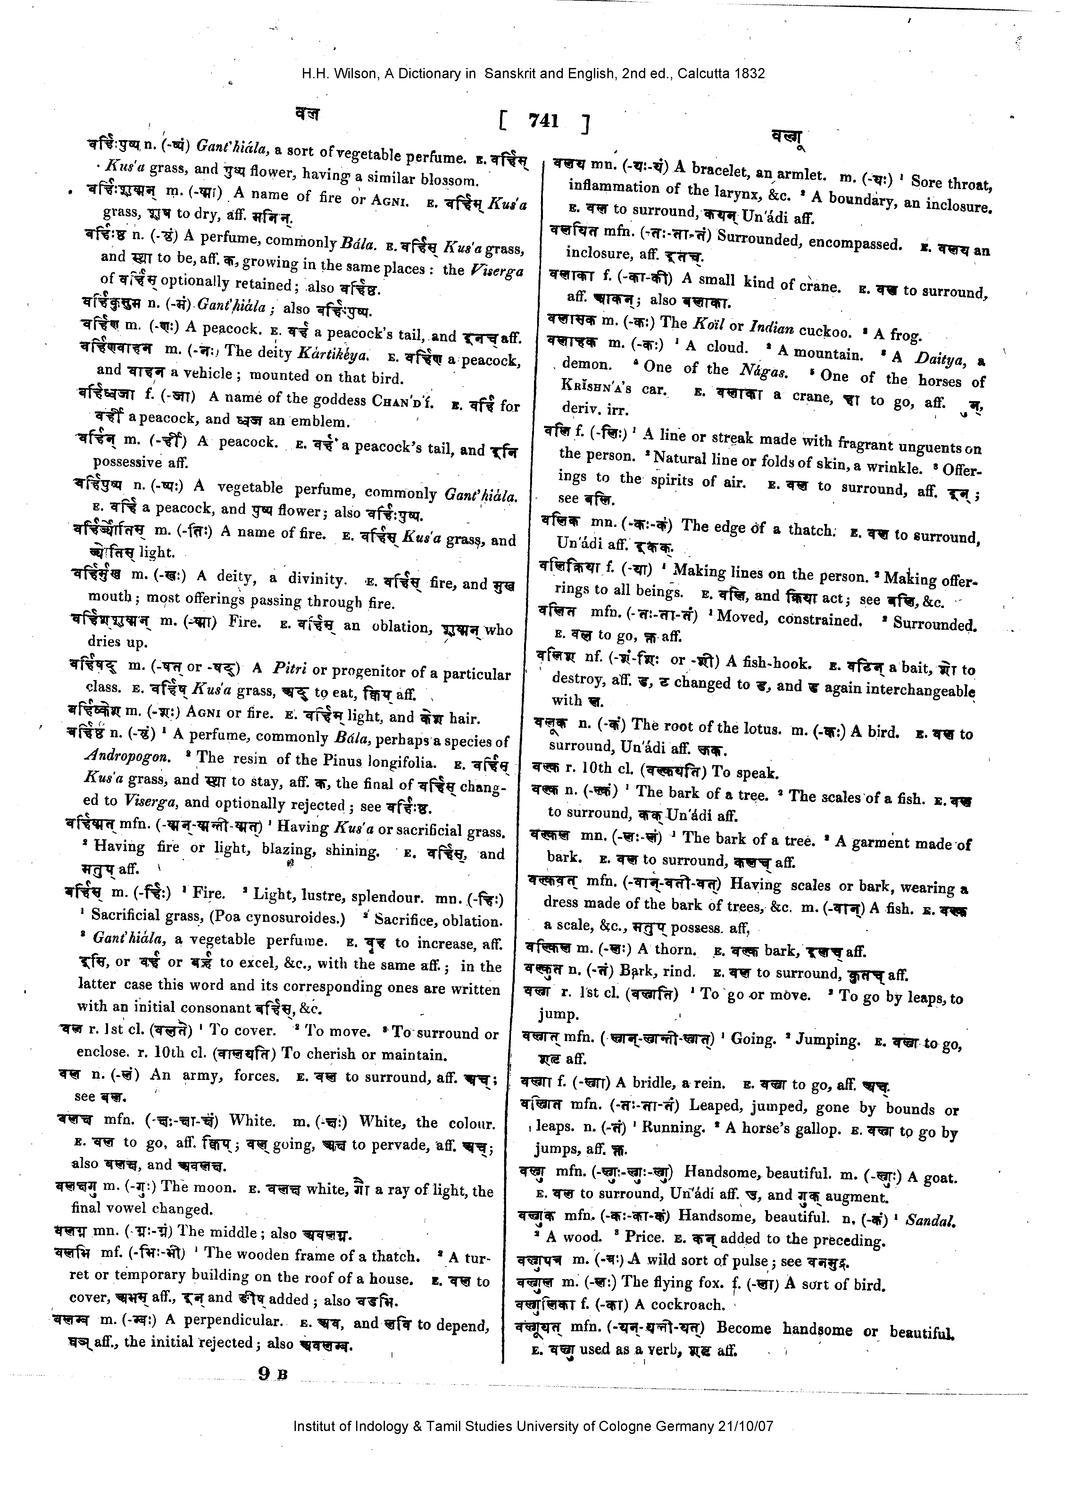 H.H. Wilson, A Dictionary in Sanskrit and English, 2nd ed., Calcutta 1832
वल
[ 741 ]
वल्गू
वर्हिःपुष्प n. (-ष्पं) Gant'hiála, a sort of vegetable perfume. E. वर्हिस्
Kus'a grass, and पुष्प flower, having a similar blossom.
वर्हिःशुष्मन् m. (-ष्मा) A name of fire or AGNI. E. वर्हिस् Kus'a
grass, शुष to dry, aff. मनिन्.
वर्हिःष्ठ n. (-ष्ठं) A perfume, commonly Bála. E. वर्हिस् Kus'a grass,
and स्था to be, aff. क, growing in the same places : the Viserga
of वर्हिस् optionally retained; also वर्हिष्ठ.
वर्हिकुसुम n. (-मं) Gant'hiála; also वर्हिःपुष्प.
वर्हिण m. (-णः) A peacock. E. वर्ह a peacock's tail, and इनच् aff.
वर्हिणवाहन m. (-नः) The deity Kártikéya. E. वर्हिण a peacock,
and वाहन a vehicle; mounted on that bird.
वर्हिध्वजा f. (-जा) A name of the goddess CHAN'D'Í. E. वर्हि for
वर्ही a peacock, and ध्वज an emblem.
वर्हिन् m. (-र्ही) A peacock. E. वर्ह a peacock's tail, and इनि
possessive aff.
वर्हिपुष्प n. (-ष्पः) A vegetable perfume, commonly Gant'hiála.
E. वर्हि a peacock, and पुष्प flower; also वर्हिःपुष्प.
वर्हिर्ज्योतिस् m. (-तिः) A name of fire. E. वर्हिस् Kus'a grass, and
ज्योतिस् light.
वर्हिर्मुख m. (-खः) A deity, a divinity. E. वर्हिस् fire, and मुख
mouth; most offerings passing through fire.
वर्हिश्शुष्मन् m. (-ष्मा) Fire. E. वर्हिस् an oblation, शुष्मन् who
dries up.
वर्हिषद् m. (-षत् or -षद्) A Pitri or progenitor of a particular
class. E. वर्हिष् Kus'a grass, अद् to eat, क्विप् aff.
वर्हिष्केश m. (-शः) AGNI or fire. E. वर्हिस् light, and केश hair.
वर्हिष्ठ n. (-ष्ठं) ¹ A perfume, commonly Bála, perhaps a species of
Andropogon. ² The resin of the Pinus longifolia. E. वर्हिस्
Kus'a grass, and स्था to stay, aff. क, the final of वर्हिस् chang-
ed to Viserga, and optionally rejected; see वर्हिःष्ठ.
वर्हिष्मत् mfn. (-ष्मान्-ष्मती-ष्मत्) ¹ Having Kus'a or sacrificial grass.
² Having fire or light, blazing, shining. E. वर्हिस्, and
मतुप् aff.
वर्हिस् m. (-र्हिः) ¹ Fire. ² Light, lustre, splendour. mn. (-र्हिः)
¹ Sacrificial grass, (Poa cynosuroides.) ² Sacrifice, oblation.
³ Gant'hiála, a vegetable perfume. E. वृह to increase, aff.
इसि, or वर्ह or बर्ह to excel, &c., with the same aff.; in the
latter case this word and its corresponding ones are written
with an initial consonant बर्हिस्, &c.
वल r. 1st cl. (वलते) ¹ To cover. ² To move. ³ To surround or
enclose. r. 10th cl. (वालयति) To cherish or maintain.
वल n. (-लं) An army, forces. E. वल to surround, aff. अच्;
see बल.
वलक्ष mfn. (-क्षः-क्षा-क्षं) White. m. (-क्षः) White, the colour.
E. वल to go, aff. क्विप्; वल् going, अक्ष to pervade, aff. अच्;
also बलक्ष, and अवलक्ष.
वलक्षगु m. (-गुः) The moon. E. वलक्ष white, गो a ray of light, the
final vowel changed.
वलग्न mn. (-ग्नः-ग्नं) The middle; also अवलग्न.
वलभि mf. (-भिः-भी) ¹ The wooden frame of a thatch. ² A tur-
ret or temporary building on the roof of a house. E. वल to
cover, अभस् aff., इन् and ङीष् added; also वडभि.
वलम्ब m. (-म्बः) A perpendicular. E. अव, and लवि to depend,
घञ् aff., the initial rejected; also अवलम्ब.
9 B
वलय mn. (-यः-यं) A bracelet, an armlet. m. (-यः) ¹ Sore throat,
inflammation of the larynx, &c. ² A boundary, an inclosure.
E. वल to surround, कयन् Un'ádi aff.
वलयित mfn. (-तः-ता-तं) Surrounded, encompassed. E. वलय an
inclosure, aff. इतच्.
वलाका f. (-का-की) A small kind of crane. E. वल to surround,
aff. आकन्; also बलाका.
वलासक m. (-कः) The Koïl or Indian cuckoo. ² A frog.
वलाहक m. (-कः) ¹ A cloud. ² A mountain. ³ A Daitya, a
demon. ⁴ One of the Nágas. ⁵ One of the horses of
KRĬSHN'A'S car. E. वलाका a crane, हा to go, aff. न्,
deriv. irr.
वलि f. (-लिः) ¹ A line or streak made with fragrant unguents on
the person. ² Natural line or folds of skin, a wrinkle. ³ Offer-
ings to the spirits of air. E. वल to surround, aff. इन्;
see बलि.
वलिक mn. (-कः-कं) The edge of a thatch. E. वल to surround,
Un'ádi aff. इकक्.
वलिक्रिया f. (-या) ¹ Making lines on the person. ² Making offer-
rings to all beings. E. वलि, and क्रिया act; see बलि, &c.
वलित mfn. (-तः-ता-तं) ¹ Moved, constrained. ² Surrounded.
E. वल to go, क्त aff.
वलिश nf. (-शं-शिः or -शी) A fish-hook. E. वटिन् a bait, शो to
destroy, aff. ड, ट changed to ड, and ड again interchangeable
with ल.
वलूक n. (-कं) The root of the lotus. m. (-कः) A bird. E. वल to
surround, Un'ádi aff. ऊक.
वल्क r. 10th cl. (वल्कयति) To speak.
वल्क n. (-ल्कं) ¹ The bark of a tree. ² The scales of a fish. E. वल
to surround, कक् Un'ádi aff.
वल्कल mn. (-लः-लं) ¹ The bark of a tree. ² A garment made of
bark. E. वल to surround, कलच् aff.
वल्कवत् mfn. (-वान्-वती-वत्) Having scales or bark, wearing a
dress made of the bark of trees, &c. m. (-वान्) A fish. E. वल्क
a scale, &c., मतुप् possess. aff.
वल्किल m. (-लः) A thorn. E. वल्क bark, इलच् aff.
वल्कुत n. (-तं) Bark, rind. E. वल to surround, कुतच् aff.
वल्ग r. 1st cl. (वल्गति) ¹ To go or move. ² To go by leaps, to
jump.
वल्गत् mfn. (-ल्गन्-ल्गन्ती-ल्गत्) ¹ Going. ² Jumping. E. वल्ग to go,
शतृ aff.
वल्गा f. (-ल्गा) A bridle, a rein. E. वल्ग to go, aff. अच्.
वल्गित mfn. (-तः-ता-तं) Leaped, jumped, gone by bounds or
leaps. n. (-तं) ¹ Running. ² A horse's gallop. E. वल्ग to go by
jumps, aff. क्त.
वल्गु mfn. (-ल्गुः-ल्गुः-ल्गु) Handsome, beautiful. m. (-ल्गुः) A goat.
E. वल to surround, Un'ádi aff. उ, and गुक् augment.
वल्गुक mfn. (-कः-का-कं) Handsome, beautiful. n. (-कं) ¹ Sandal.
² A wood. ³ Price. E. कन् added to the preceding.
वल्गुपत्र m. (-त्रः) A wild sort of pulse; see वनमुद्ग.
वल्गुल m. (-लः) The flying fox. f. (-ला) A sort of bird.
वल्गुलिका f. (-का) A cockroach.
वल्गूयत् mfn. (-यन्-यन्ती-यत्) Become handsome or beautiful.
E. वल्गु used as a verb, शतृ aff.
Institut of Indology & Tamil Studies University of Cologne Germany 21/10/07